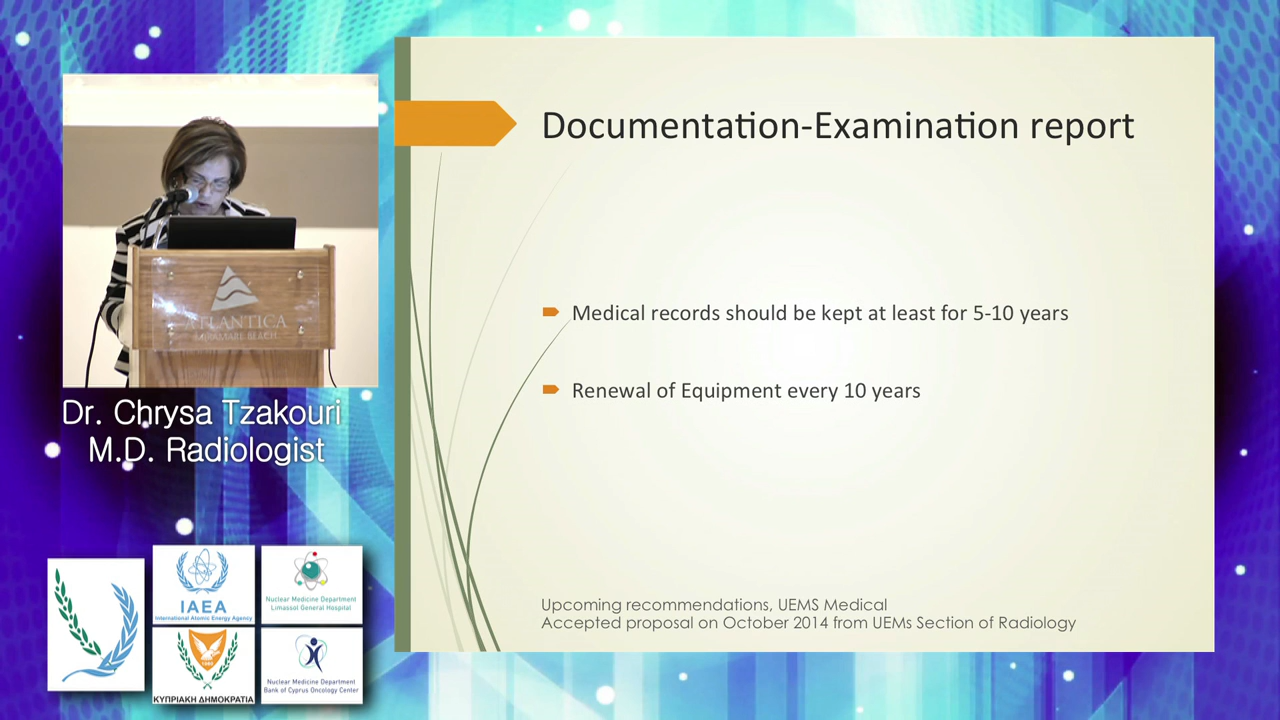 Documentation-Examination report
Medical records should be kept at least for 5-10 years
Renewal of Equipment every 10 years
Upcoming recommendations, UEMS Medical
Accepted proposal on October 2014 from UEMs Section of Radiology
ATLANTICA
MIRAMARE BEACH
Dr. Chrysa Tzakouri
M.D. Radiologist
IAEA
International Atomic Energy Agency
Nuclear Medicine Department
Limassol General Hospital
ΚΥΠΡΙΑΚΗ ΔΗΜΟΚΡΑΤΙΑ
Nuclear Medicine Department
Bank of Cyprus Oncology Center